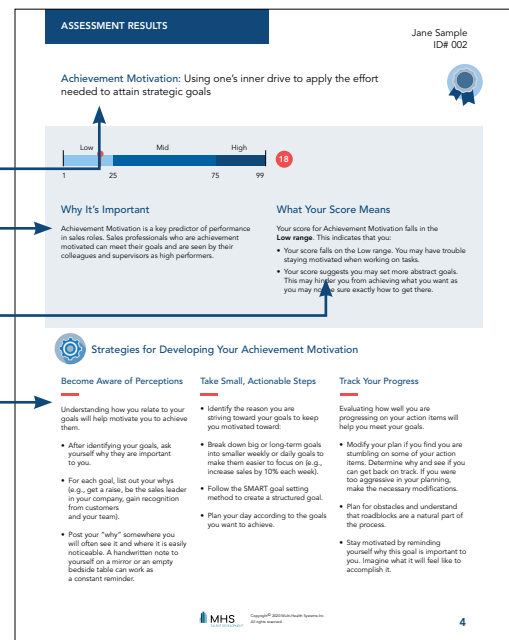 ASSESSMENT RESULTS
Jane Sample
ID# 002
Achievement Motivation: Using one's inner drive to apply the effort
needed to attain strategic goals
Low Mid High
18
1 25 75 99
Why It's Important
Achievement Motivation is a key predictor of performance
in sales roles. Sales professionals who are achievement
motivated can meet their goals and are seen by their
colleagues and supervisors as high performers.
What Your Score Means
Your score for Achievement Motivation falls in the
Low range. This indicates that you:
• Your score falls on the Low range. You may have trouble
staying motivated when working on tasks.
• Your score suggests you may set more abstract goals.
This may hinder you from achieving what you want as
you may not be sure exactly how to get there.
Strategies for Developing Your Achievement Motivation
Become Aware of Perceptions
Understanding how you relate to your
goals will help motivate you to achieve
them.
• After identifying your goals, ask
yourself why they are important
to you.
• For each goal, list out your whys
(e.g., get a raise, be the sales leader
in your company, gain recognition
from customers
and your team).
• Post your "why" somewhere you
will often see it and where it is easily
noticeable. A handwritten note to
yourself on a mirror or an empty
bedside table can work as
a constant reminder.
Take Small, Actionable Steps
• Identify the reason you are
striving toward your goals to keep
you motivated toward:
• Break down big or long-term goals
into smaller weekly or daily goals to
make them easier to focus on (e.g.,
increase sales by 10% each week).
• Follow the SMART goal setting
method to create a structured goal.
• Plan your day according to the goals
you want to achieve.
Track Your Progress
Evaluating how well you are
progressing on your action items will
help you meet your goals.
• Modify your plan if you find you are
stumbling on some of your action
items. Determine why and see if you
can get back on track. If you were
too aggressive in your planning,
make the necessary modifications.
• Plan for obstacles and understand
that roadblocks are a natural part of
the process.
• Stay motivated by reminding
yourself why this goal is important to
you. Imagine what it will feel like to
accomplish it.
MHS
Copyright© 2020 Multi-Health Systems Inc.
All rights reserved.
4